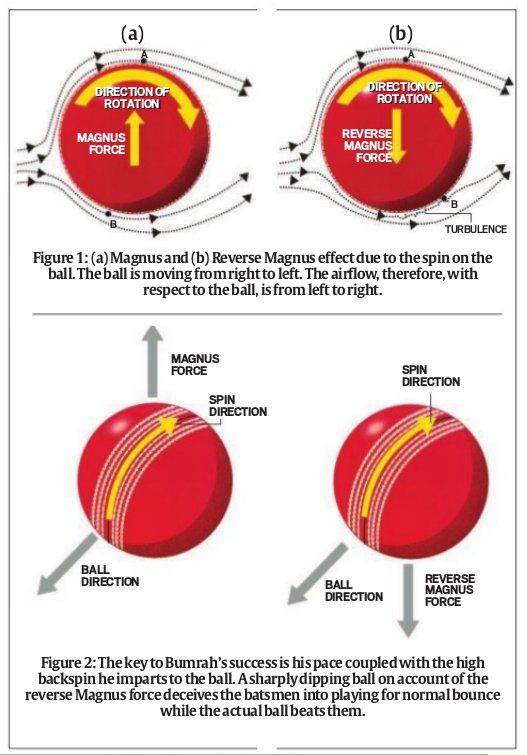 (a)
(b)
A
A
DIRECTION OF
ROTATION
DIRECTION OF
ROTATION
MAGNUS
FORCE
REVERSE
MAGNUS
FORCE
B
B
TURBULENCE
Figure 1: (a) Magnus and (b) Reverse Magnus effect due to the spin on the
ball. The ball is moving from right to left. The airflow, therefore, with
respect to the ball, is from left to right.
MAGNUS
FORCE
SPIN
DIRECTION
SPIN
DIRECTION
BALL
DIRECTION
BALL
DIRECTION
REVERSE
MAGNUS
FORCE
Figure 2: The key to Bumrah's success is his pace coupled with the high
backspin he imparts to the ball. A sharply dipping ball on account of the
reverse Magnus force deceives the batsmen into playing for normal bounce
while the actual ball beats them.